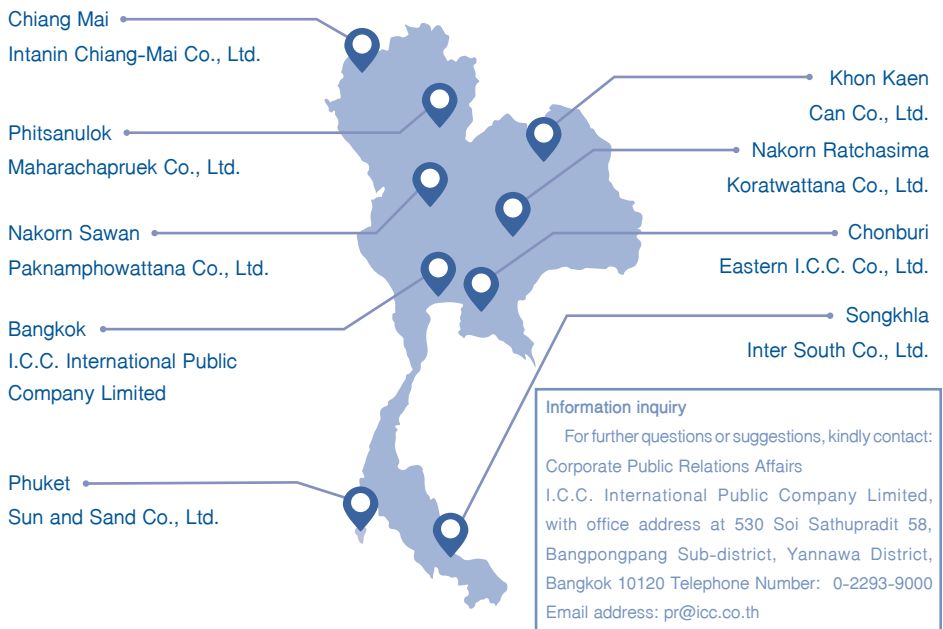 Chiang Mai
Intanin Chiang-Mai Co., Ltd.
Phitsanulok
Maharachapruek Co., Ltd.
Nakorn Sawan
Paknamphowattana Co., Ltd.
Bangkok
I.C.C. International Public
Company Limited
Phuket
Sun and Sand Co., Ltd.
Khon Kaen
Can Co., Ltd.
Nakorn Ratchasima
Koratwattana Co., Ltd.
Chonburi
Eastern I.C.C. Co., Ltd.
Songkhla
Inter South Co., Ltd.
Information inquiry
For further questions or suggestions, kindly contact:
Corporate Public Relations Affairs
I.C.C. International Public Company Limited,
with office address at 530 Soi Sathupradit 58,
Bangpongpang Sub-district, Yannawa District,
Bangkok 10120 Telephone Number: 0-2293-9000
Email address: pr@icc.co.th